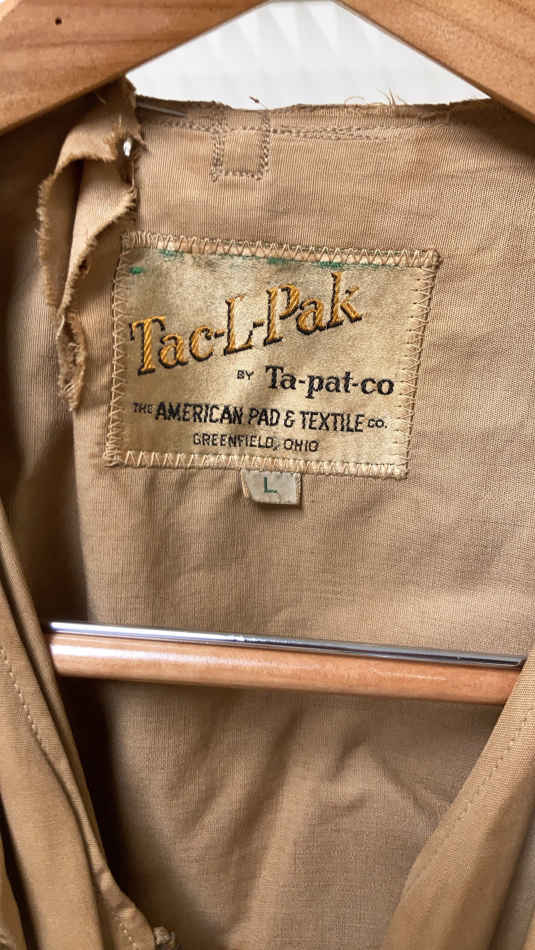 Tac-L-Pak
BY Ta-pat-co
THE AMERICAN PAD & TEXTILE CO.
GREENFIELD, OHIO
L